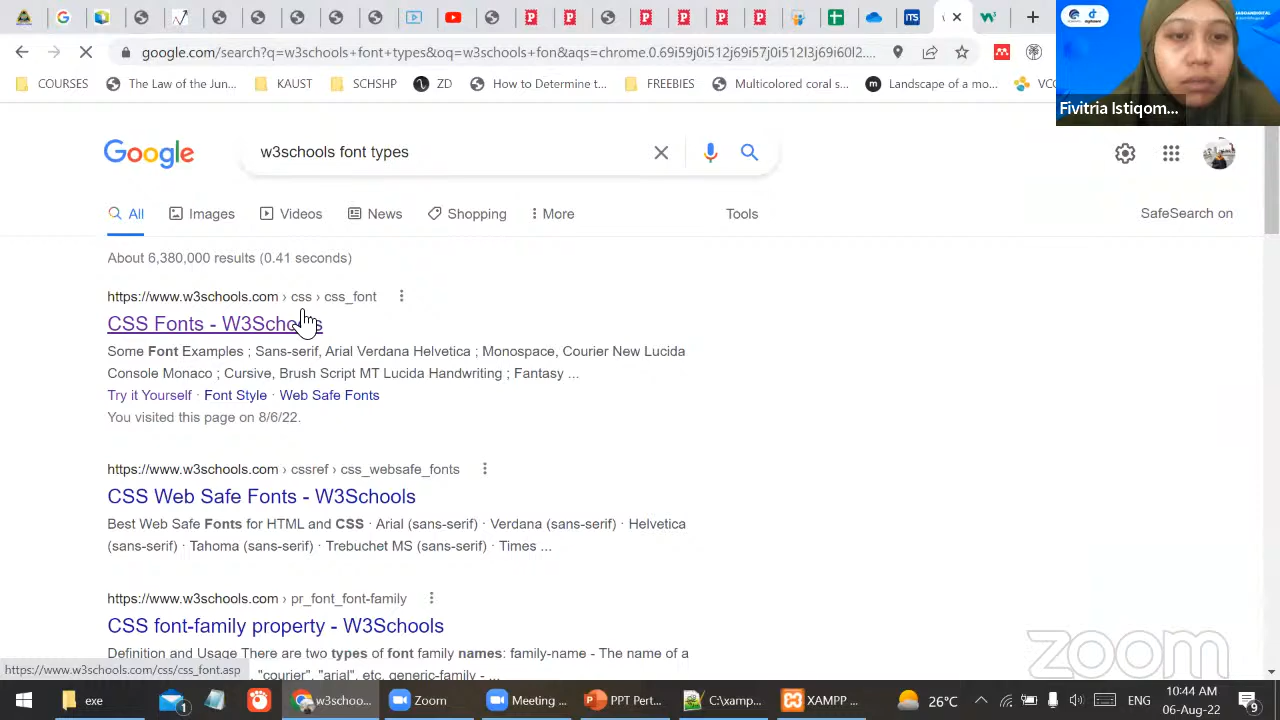 google.com/search?q=w3schools font types&oq=w3schools+fon&aqs=chrome.0.69i59j0i512j69i57j0i512l3j69i60l2....
COURSES
The Law of the Jun...
KAUST
SCHSHP
ZD
How to Determine t...
FREEBIES
Multicolored coral s...
Landscape of a mo...
Fivitria Istiqom...
Google
w3schools font types
All
Images
Videos
News
Shopping
More
Tools
SafeSearch on
About 6,380,000 results (0.41 seconds)
https://www.w3schools.com › css › css_font
CSS Fonts - W3Schools
Some Font Examples ; Sans-serif, Arial Verdana Helvetica ; Monospace, Courier New Lucida
Console Monaco ; Cursive, Brush Script MT Lucida Handwriting ; Fantasy ...
Try it Yourself · Font Style · Web Safe Fonts
You visited this page on 8/6/22.
https://www.w3schools.com › cssref › css_websafe_fonts
CSS Web Safe Fonts - W3Schools
Best Web Safe Fonts for HTML and CSS · Arial (sans-serif) · Verdana (sans-serif) · Helvetica
(sans-serif) · Tahoma (sans-serif) · Trebuchet MS (sans-serif) · Times ...
https://www.w3schools.com › pr_font_font-family
CSS font-family property - W3Schools
Definition and Usage There are two types of font family names: family-name - The name of a
"courier", "arial", etc. generic-family - ...
https://www.w3schools.com/css/css_font.asp
zoom
exe
1
w3schoo...
Zoom
Meeting ...
PPT Pert...
C:\xamp...
XAMPP ...
26°C
ENG
10:44 AM
06-Aug-22
9